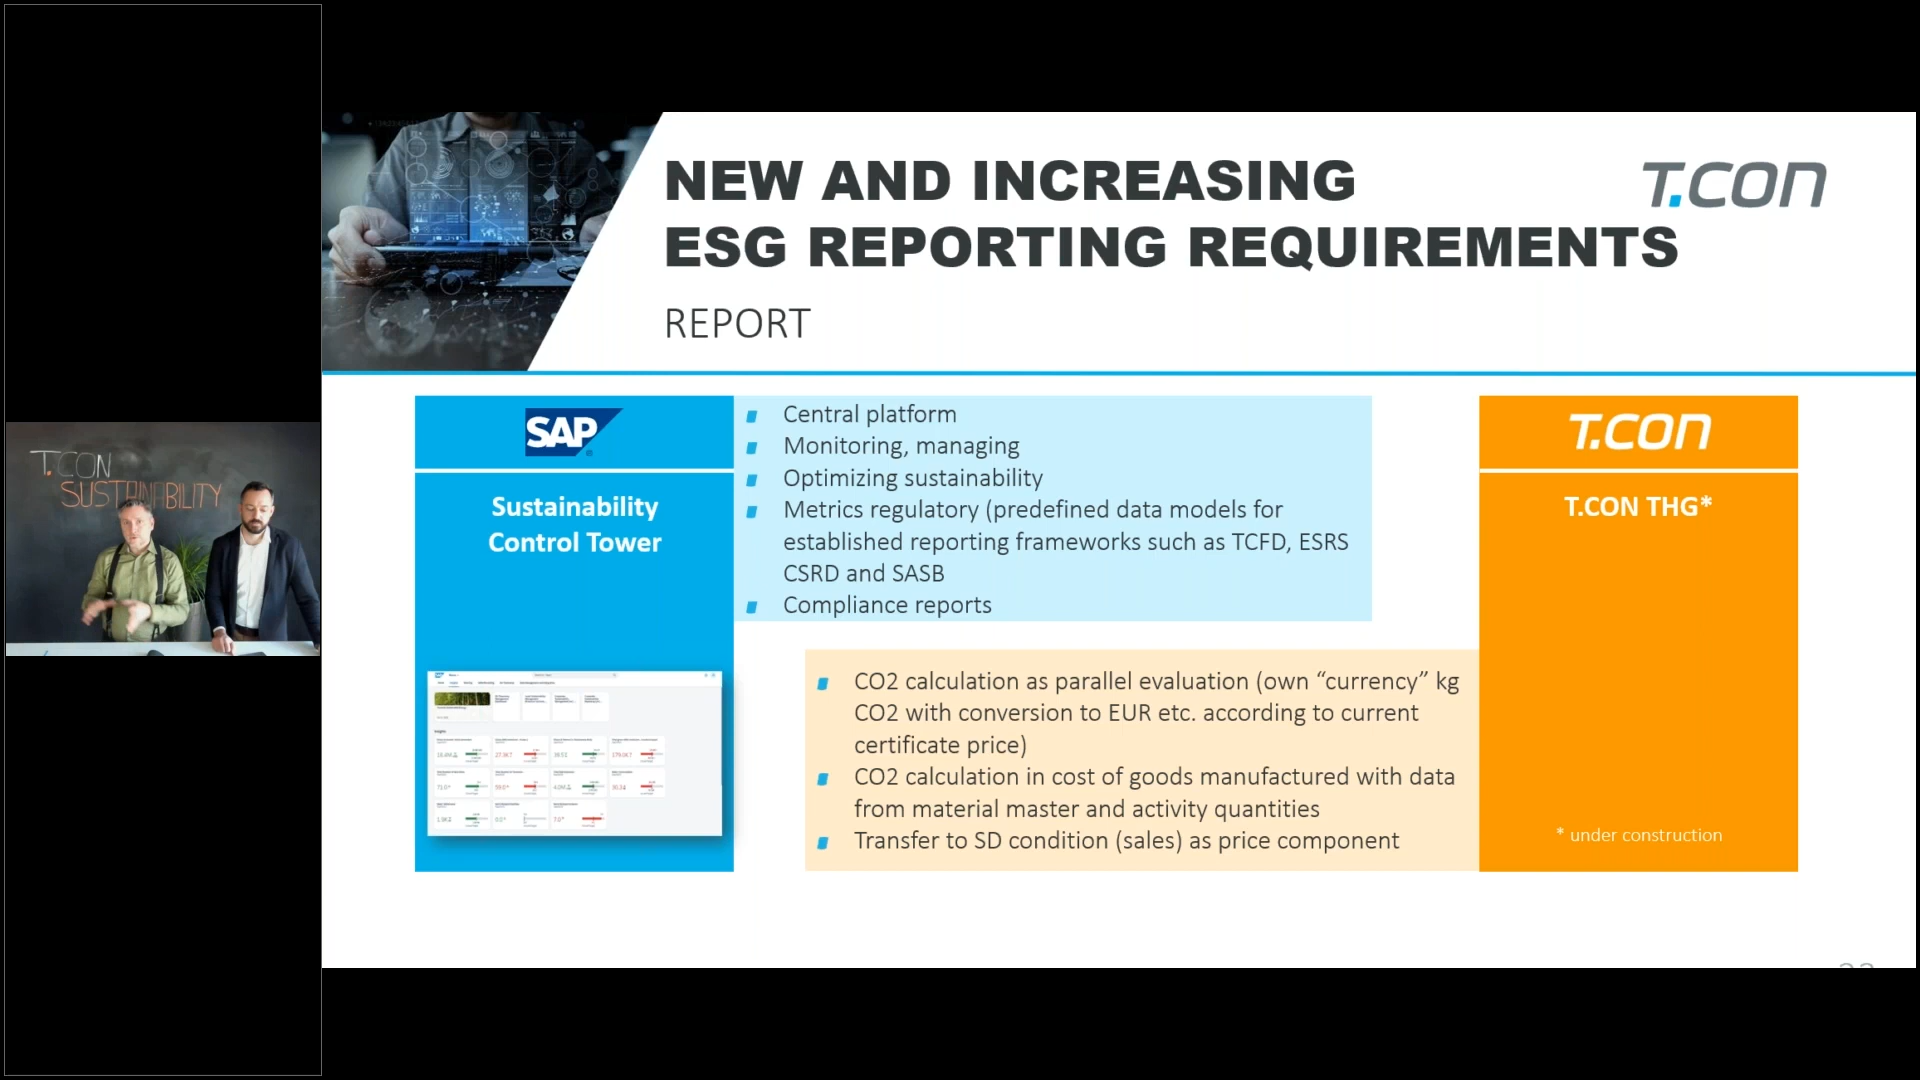 T.CON
SUSTAINABILITY
NEW AND INCREASING
ESG REPORTING REQUIREMENTS
T.CON
REPORT
SAP
Sustainability
Control Tower
Central platform
Monitoring, managing
Optimizing sustainability
Metrics regulatory (predefined data models for
established reporting frameworks such as TCFD, ESRS
CSRD and SASB
Compliance reports
T.CON
T.CON THG*
CO2 calculation as parallel evaluation (own “currency” kg
CO2 with conversion to EUR etc. according to current
certificate price)
CO2 calculation in cost of goods manufactured with data
from material master and activity quantities
Transfer to SD condition (sales) as price component
* under construction